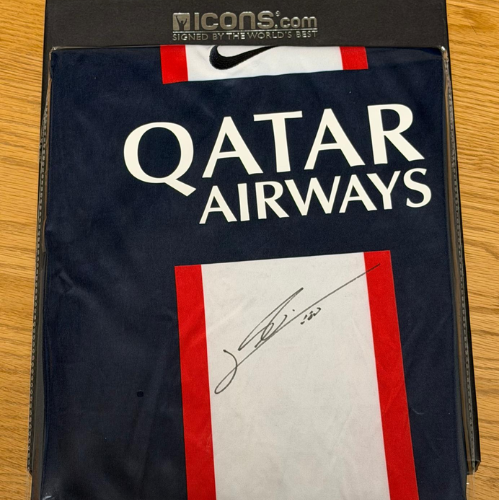 ICONS.com
SIGNED BY THE WORLD'S BEST
QATAR
AIRWAYS